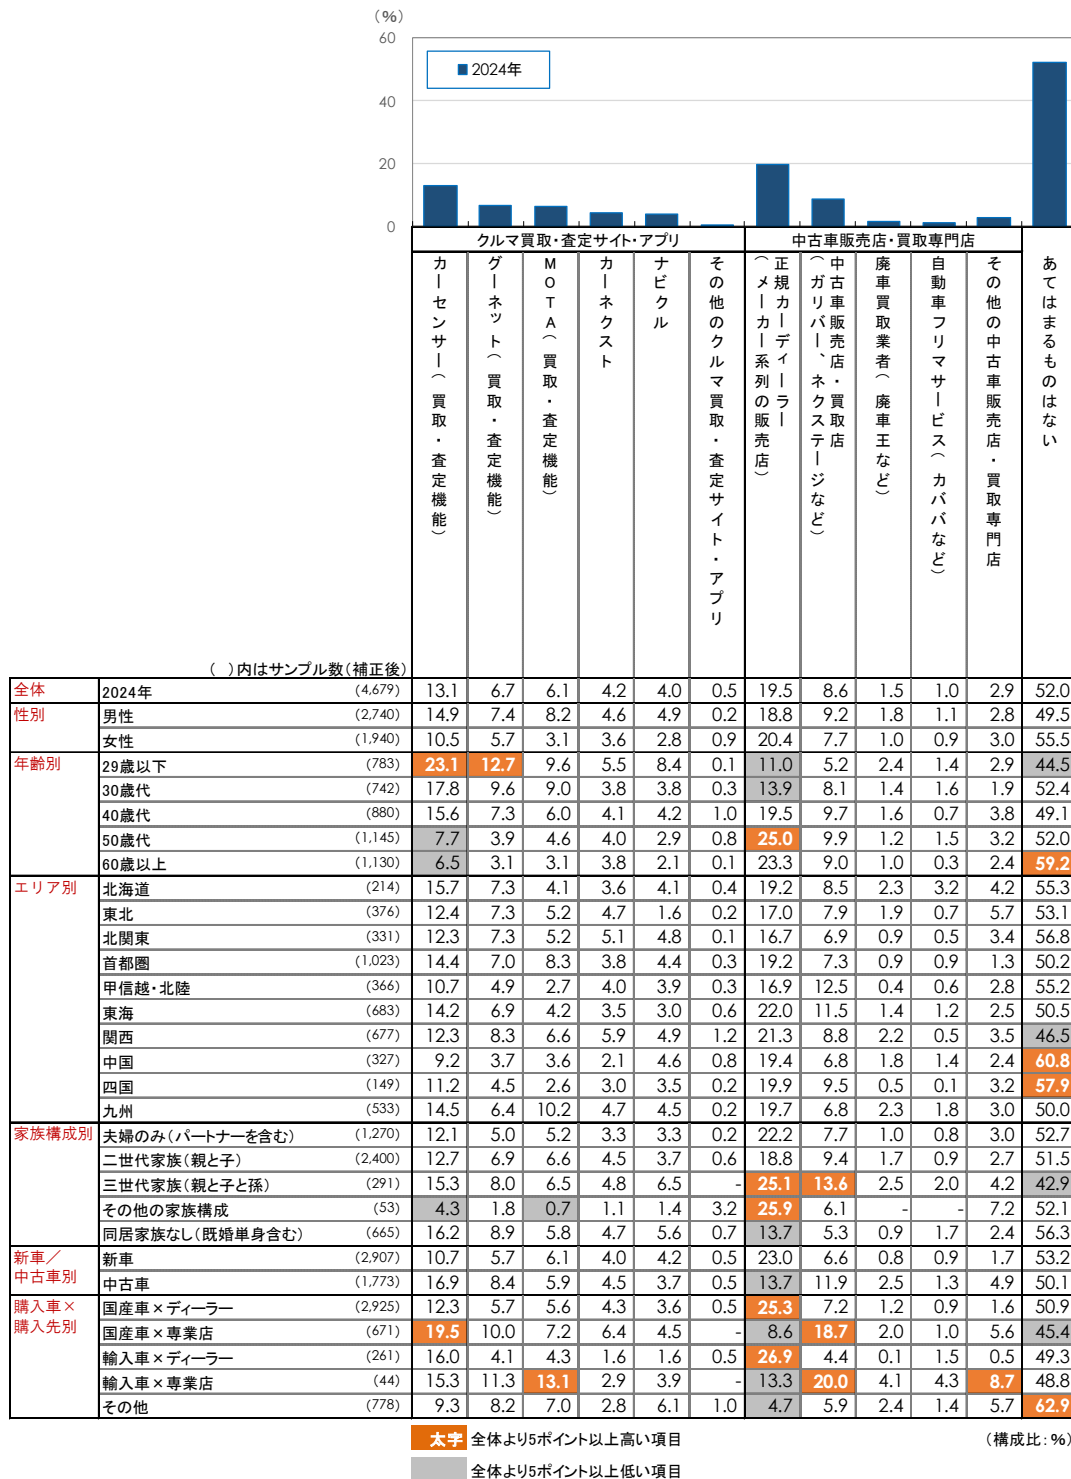 (%)
60
40
20
0
2024年
クルマ買取・査定サイト・アプリ
中古車販売店・買取専門店
カーセンサー(買取・査定機能)
グーネット(買取・査定機能)
MOTA(買取・査定機能)
カーネクスト
ナビクル
その他のクルマ買取・査定サイト・アプリ
正規カーディーラー
(メーカー系列の販売店)
中古車販売店・買取店
(ガリバー、ネクステージなど)
廃車買取業者(廃車王など)
自動車フリマサービス(カババなど)
その他の中古車販売店・買取専門店
あてはまるものはない
( )内はサンプル数(補正後)
全体 2024年 (4,679) 13.1 6.7 6.1 4.2 4.0 0.5 19.5 8.6 1.5 1.0 2.9 52.0
性別 男性 (2,740) 14.9 7.4 8.2 4.6 4.9 0.2 18.8 9.2 1.8 1.1 2.8 49.5
女性 (1,940) 10.5 5.7 3.1 3.6 2.8 0.9 20.4 7.7 1.0 0.9 3.0 55.5
年齢別 29歳以下 (783) 23.1 12.7 9.6 5.5 8.4 0.1 11.0 5.2 2.4 1.4 2.9 44.5
30歳代 (742) 17.8 9.6 9.0 3.8 3.8 0.3 13.9 8.1 1.4 1.6 1.9 52.4
40歳代 (880) 15.6 7.3 6.0 4.1 4.2 1.0 19.5 9.7 1.6 0.7 3.8 49.1
50歳代 (1,145) 7.7 3.9 4.6 4.0 2.9 0.8 25.0 9.9 1.2 1.5 3.2 52.0
60歳以上 (1,130) 6.5 3.1 3.1 3.8 2.1 0.1 23.3 9.0 1.0 0.3 2.4 59.2
エリア別 北海道 (214) 15.7 7.3 4.1 3.6 4.1 0.4 19.2 8.5 2.3 3.2 4.2 55.3
東北 (376) 12.4 7.3 5.2 4.7 1.6 0.2 17.0 7.9 1.9 0.7 5.7 53.1
北関東 (331) 12.3 7.3 5.2 5.1 4.8 0.1 16.7 6.9 0.9 0.5 3.4 56.8
首都圏 (1,023) 14.4 7.0 8.3 3.8 4.4 0.3 19.2 7.3 0.9 0.9 1.3 50.2
甲信越・北陸 (366) 10.7 4.9 2.7 4.0 3.9 0.3 16.9 12.5 0.4 0.6 2.8 55.2
東海 (683) 14.2 6.9 4.2 3.5 3.0 0.6 22.0 11.5 1.4 1.2 2.5 50.5
関西 (677) 12.3 8.3 6.6 5.9 4.9 1.2 21.3 8.8 2.2 0.5 3.5 46.5
中国 (327) 9.2 3.7 3.6 2.1 4.6 0.8 19.4 6.8 1.8 1.4 2.4 60.8
四国 (149) 11.2 4.5 2.6 3.0 3.5 0.2 19.9 9.5 0.5 0.1 3.2 57.9
九州 (533) 14.5 6.4 10.2 4.7 4.5 0.2 19.7 6.8 2.3 1.8 3.0 50.0
家族構成別 夫婦のみ(パートナーを含む) (1,270) 12.1 5.0 5.2 3.3 3.3 0.2 22.2 7.7 1.0 0.8 3.0 52.7
二世代家族(親と子) (2,400) 12.7 6.9 6.6 4.5 3.7 0.6 18.8 9.4 1.7 0.9 2.7 51.5
三世代家族(親と子と孫) (291) 15.3 8.0 6.5 4.8 6.5 - 25.1 13.6 2.5 2.0 4.2 42.9
その他の家族構成 (53) 4.3 1.8 0.7 1.1 1.4 3.2 25.9 6.1 - - 7.2 52.1
同居家族なし(既婚単身含む) (665) 16.2 8.9 5.8 4.7 5.6 0.7 13.7 5.3 0.9 1.7 2.4 56.3
新車/
中古車別
新車 (2,907) 10.7 5.7 6.1 4.0 4.2 0.5 23.0 6.6 0.8 0.9 1.7 53.2
中古車 (1,773) 16.9 8.4 5.9 4.5 3.7 0.5 13.7 11.9 2.5 1.3 4.9 50.1
購入車×
購入先別
国産車×ディーラー (2,925) 12.3 5.7 5.6 4.3 3.6 0.5 25.3 7.2 1.2 0.9 1.6 50.9
国産車×専業店 (671) 19.5 10.0 7.2 6.4 4.5 - 8.6 18.7 2.0 1.0 5.6 45.4
輸入車×ディーラー (261) 16.0 4.1 4.3 1.6 1.6 0.5 26.9 4.4 0.1 1.5 0.5 49.3
輸入車×専業店 (44) 15.3 11.3 13.1 2.9 3.9 - 13.3 20.0 4.1 4.3 8.7 48.8
その他 (778) 9.3 8.2 7.0 2.8 6.1 1.0 4.7 5.9 2.4 1.4 5.7 62.9
太字 全体より5ポイント以上高い項目 (構成比:%)
全体より5ポイント以上低い項目